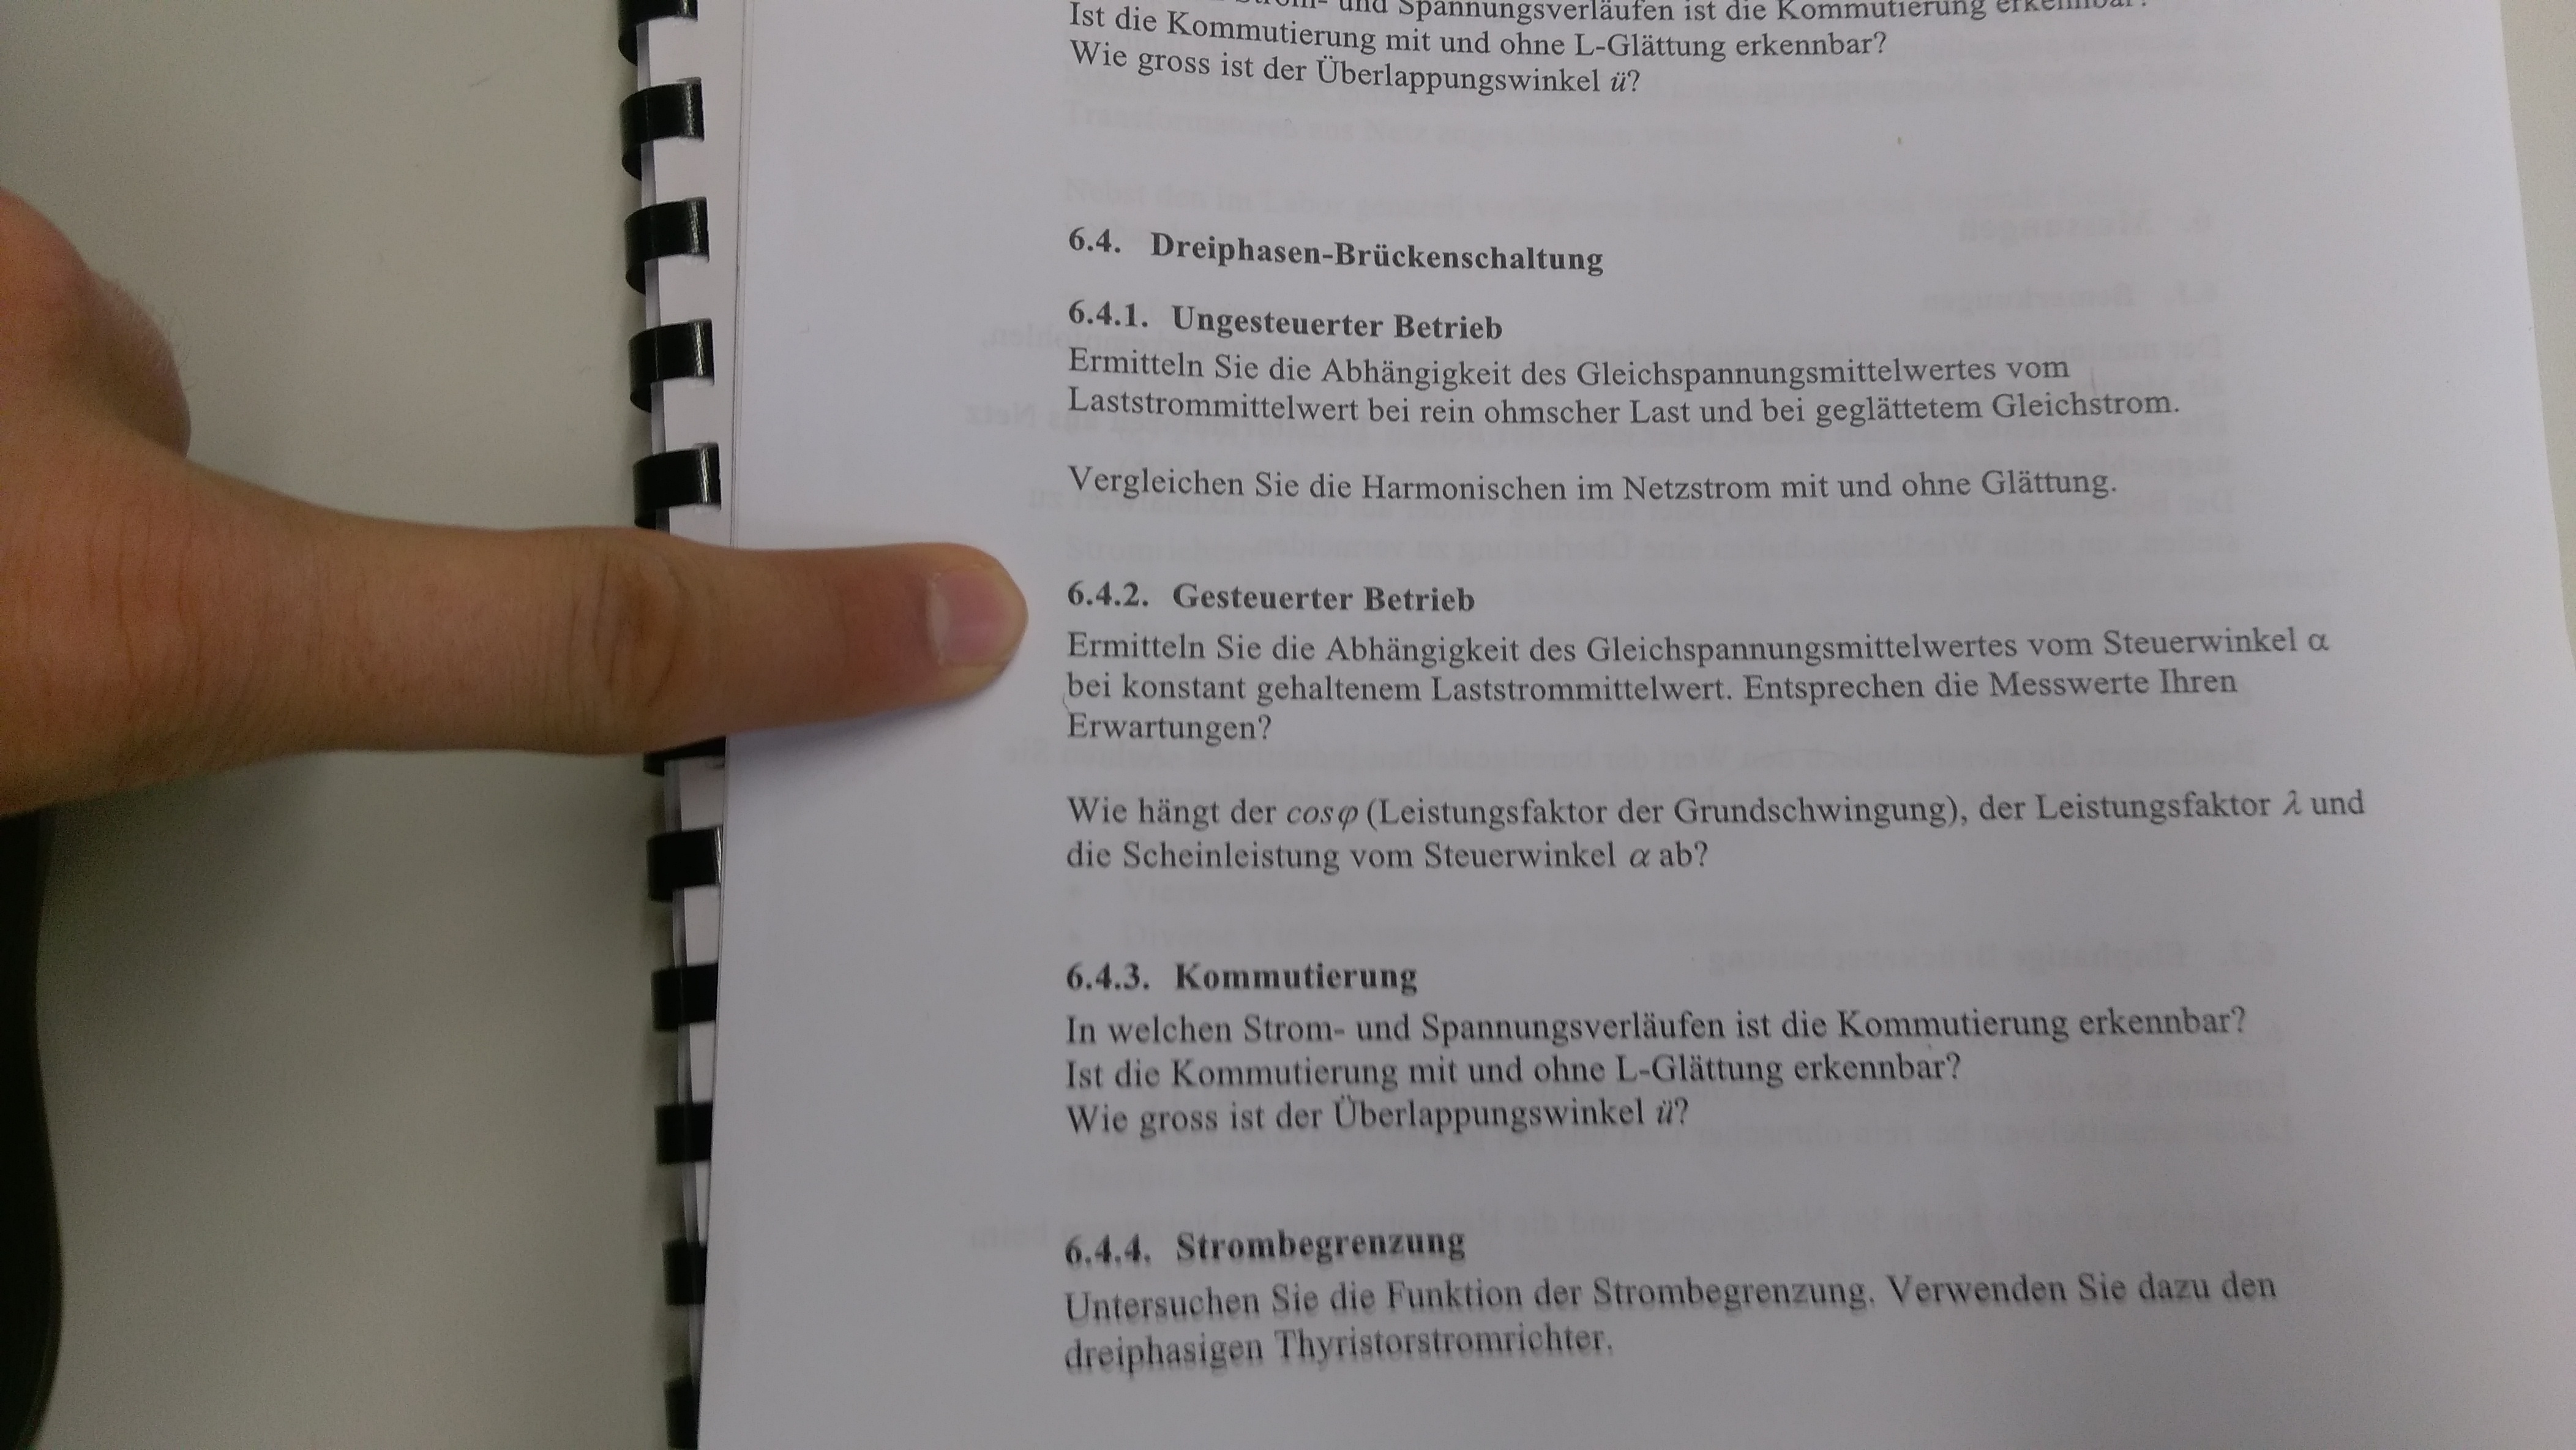 und Spannungsverläufen ist die Kommutierung erkennbar?
Ist die Kommutierung mit und ohne L-Glättung erkennbar?
Wie gross ist der Überlappungswinkel ü?
6.4. Dreiphasen-Brückenschaltung
6.4.1. Ungesteuerter Betrieb
Ermitteln Sie die Abhängigkeit des Gleichspannungsmittelwertes vom
Laststrommittelwert bei rein ohmscher Last und bei geglättetem Gleichstrom.
Vergleichen Sie die Harmonischen im Netzstrom mit und ohne Glättung.
6.4.2. Gesteuerter Betrieb
Ermitteln Sie die Abhängigkeit des Gleichspannungsmittelwertes vom Steuerwinkel α
bei konstant gehaltenem Laststrommittelwert. Entsprechen die Messwerte Ihren
Erwartungen?
Wie hängt der cosφ (Leistungsfaktor der Grundschwingung), der Leistungsfaktor λ und
die Scheinleistung vom Steuerwinkel α ab?
6.4.3. Kommutierung
In welchen Strom- und Spannungsverläufen ist die Kommutierung erkennbar?
Ist die Kommutierung mit und ohne L-Glättung erkennbar?
Wie gross ist der Überlappungswinkel ü?
6.4.4. Strombegrenzung
Untersuchen Sie die Funktion der Strombegrenzung. Verwenden Sie dazu den
dreiphasigen Thyristorstromrichter.